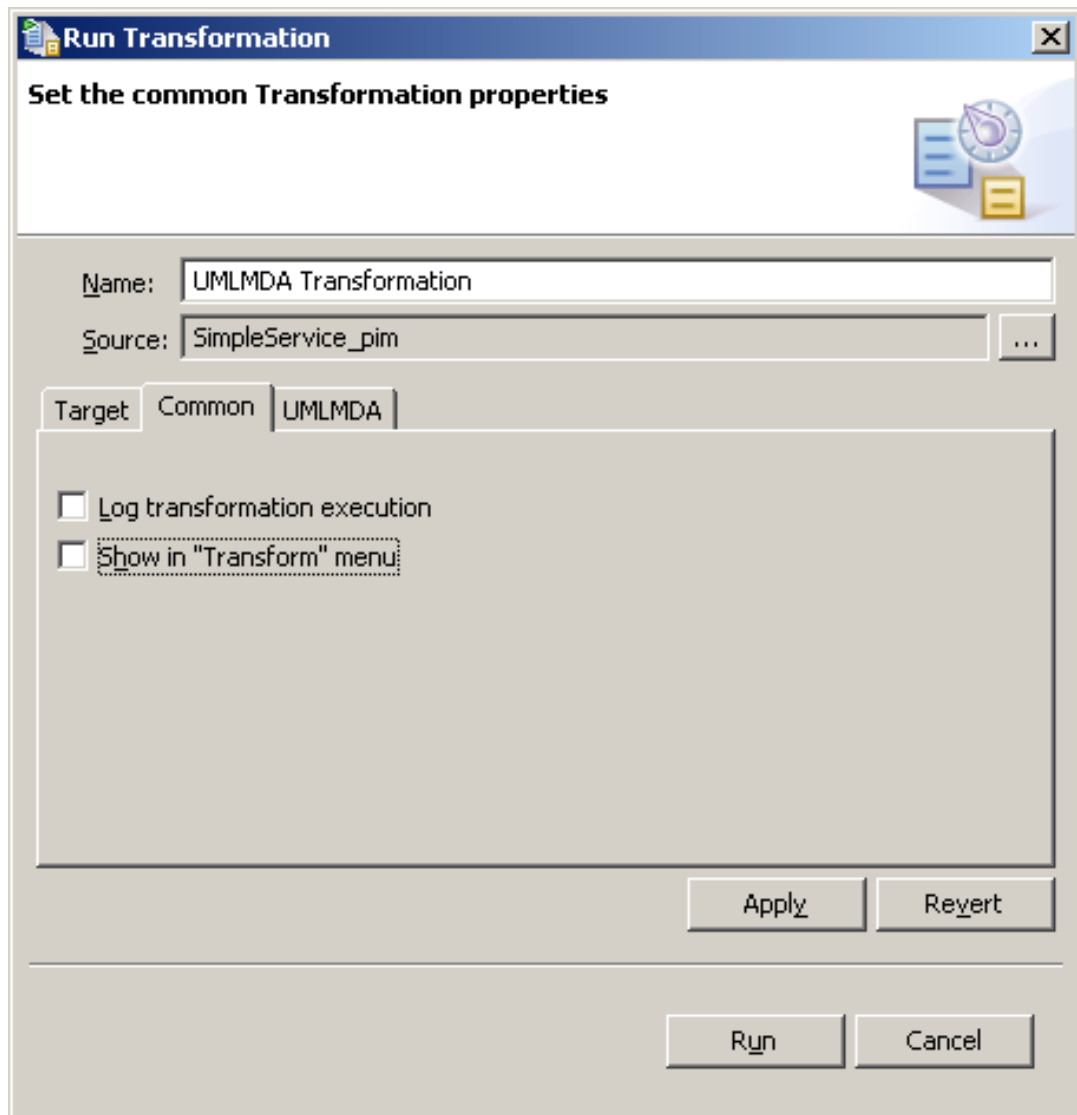 Run Transformation
Set the common Transformation properties
Name: UMLMDA Transformation
Source: SimpleService_pim ...
Target Common UMLMDA
Log transformation execution
Show in "Transform" menu
Apply Revert
Run Cancel